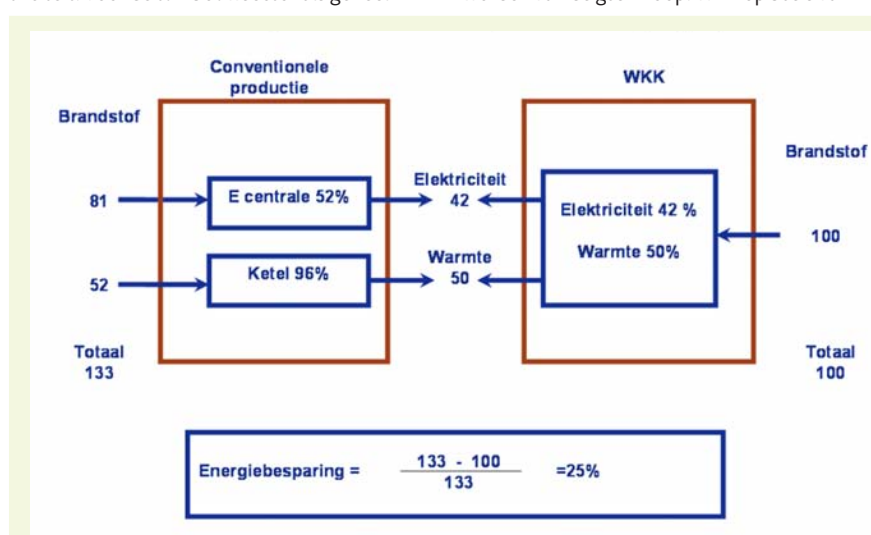 Conventionele
productie
WKK
Brandstof
Brandstof
81
E centrale 52%
Elektriciteit
42
Elektriciteit 42 %
Warmte 50%
100
52
Ketel 96%
Warmte
50
Totaal
133
Totaal
100
Energiebesparing =
133 - 100
133
=25%